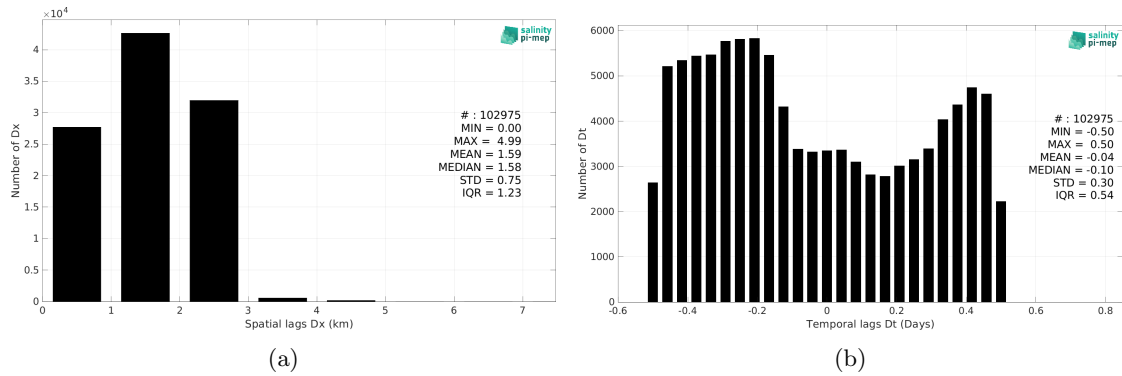 ×10⁴
4
3.5
3
2.5
2
1.5
1
0.5
0
0 1 2 3 4 5 6 7
Number of Dx
Spatial lags Dx (km)
salinity
pi-mep
# : 102975
MIN = 0.00
MAX = 4.99
MEAN = 1.59
MEDIAN = 1.58
STD = 0.75
IQR = 1.23
(a)
6000
5000
4000
3000
2000
1000
0
-0.6 -0.4 -0.2 0 0.2 0.4 0.6 0.8
Number of Dt
Temporal lags Dt (Days)
salinity
pi-mep
# : 102975
MIN = -0.50
MAX = 0.50
MEAN = -0.04
MEDIAN = -0.10
STD = 0.30
IQR = 0.54
(b)